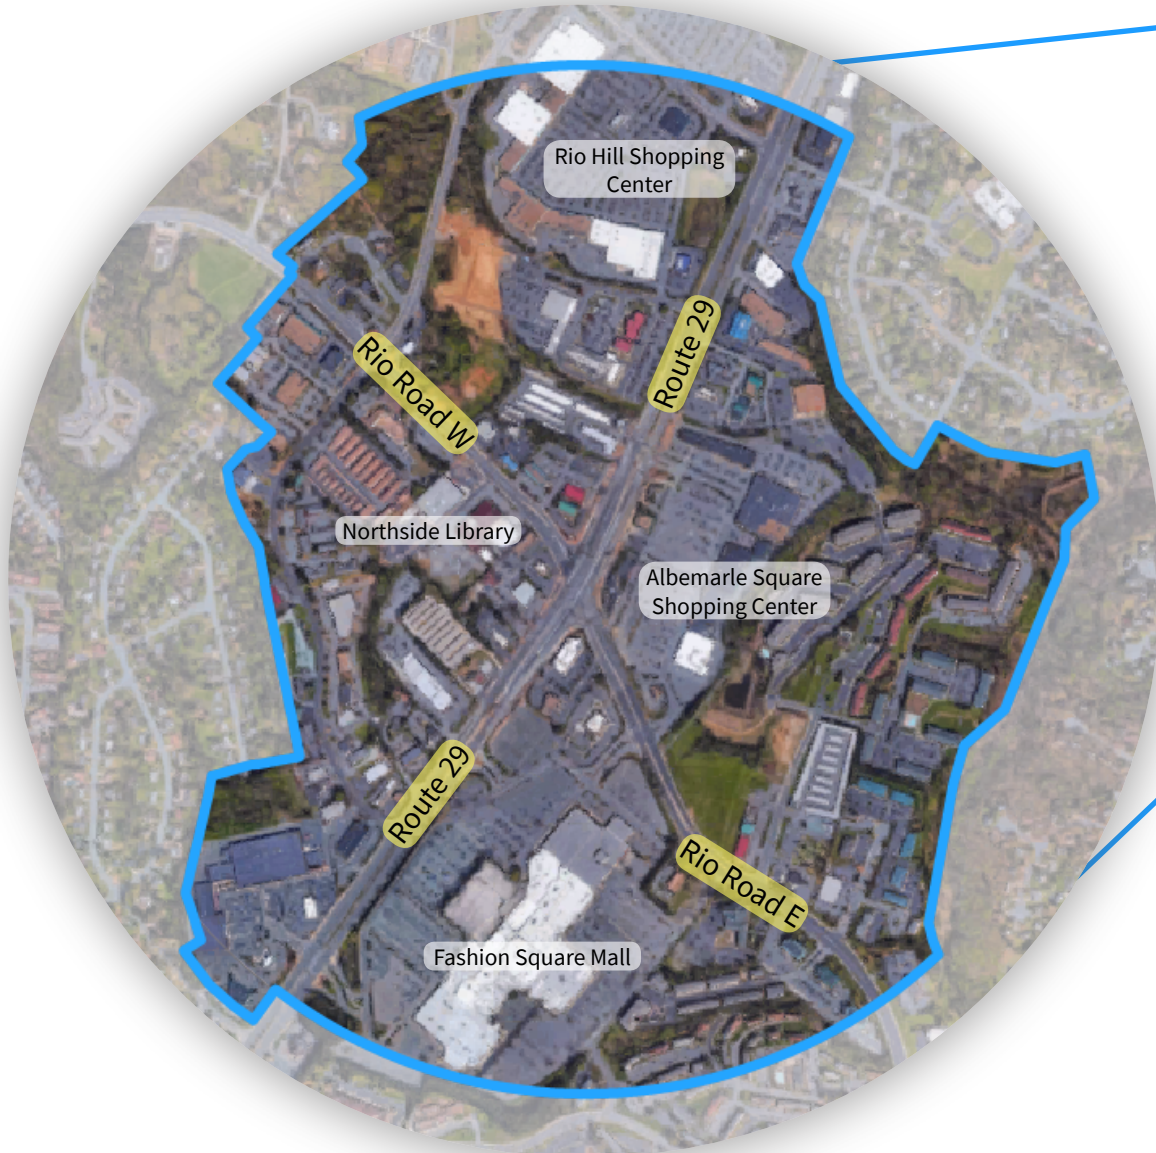 Rio Hill Shopping
Center
Route 29
Rio Road W
Northside Library
Albemarle Square
Shopping Center
Route 29
Rio Road E
Fashion Square Mall